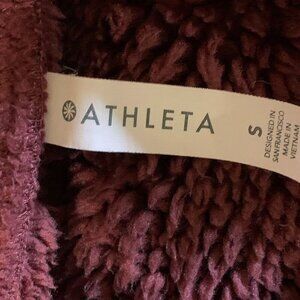 ATHLETA
S
DESIGNED IN
SAN FRANCISCO
MADE IN
VIETNAM